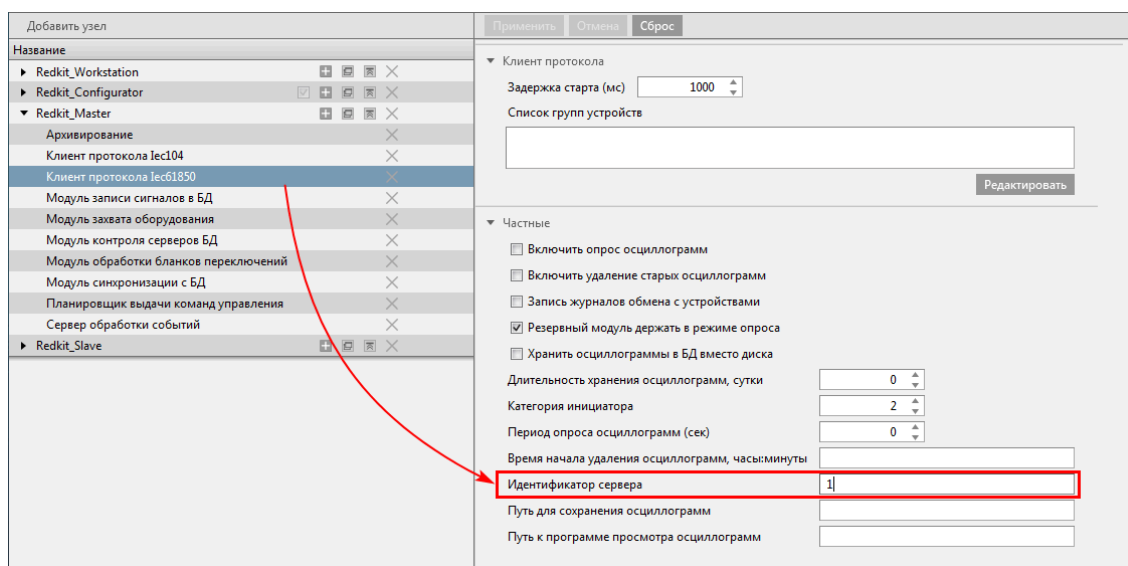 Добавить узел
Название
Redkit_Workstation
Redkit_Configurator
Redkit_Master
Архивирование
Клиент протокола Iec104
Клиент протокола Iec61850
Модуль записи сигналов в БД
Модуль захвата оборудования
Модуль контроля серверов БД
Модуль обработки бланков переключений
Модуль синхронизации с БД
Планировщик выдачи команд управления
Сервер обработки событий
Redkit_Slave
Применить Отмена Сброс
Клиент протокола
Задержка старта (мс) 1000
Список групп устройств
Редактировать
Частные
Включить опрос осциллограмм
Включить удаление старых осциллограмм
Запись журналов обмена с устройствами
Резервный модуль держать в режиме опроса
Хранить осциллограммы в БД вместо диска
Длительность хранения осциллограмм, сутки 0
Категория инициатора 2
Период опроса осциллограмм (сек) 0
Время начала удаления осциллограмм, часы:минуты
Идентификатор сервера 1
Путь для сохранения осциллограмм
Путь к программе просмотра осциллограмм